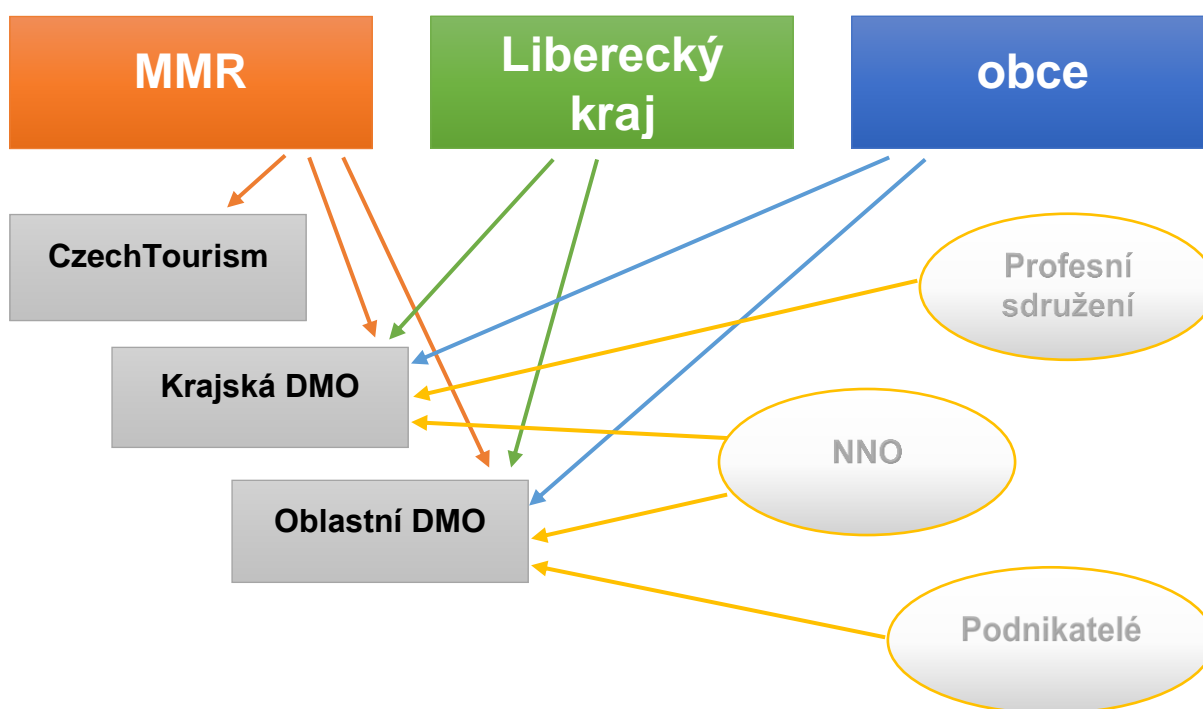 MMR
Liberecký
kraj
obce
CzechTourism
Profesní
sdružení
Krajská DMO
NNO
Oblastní DMO
Podnikatelé